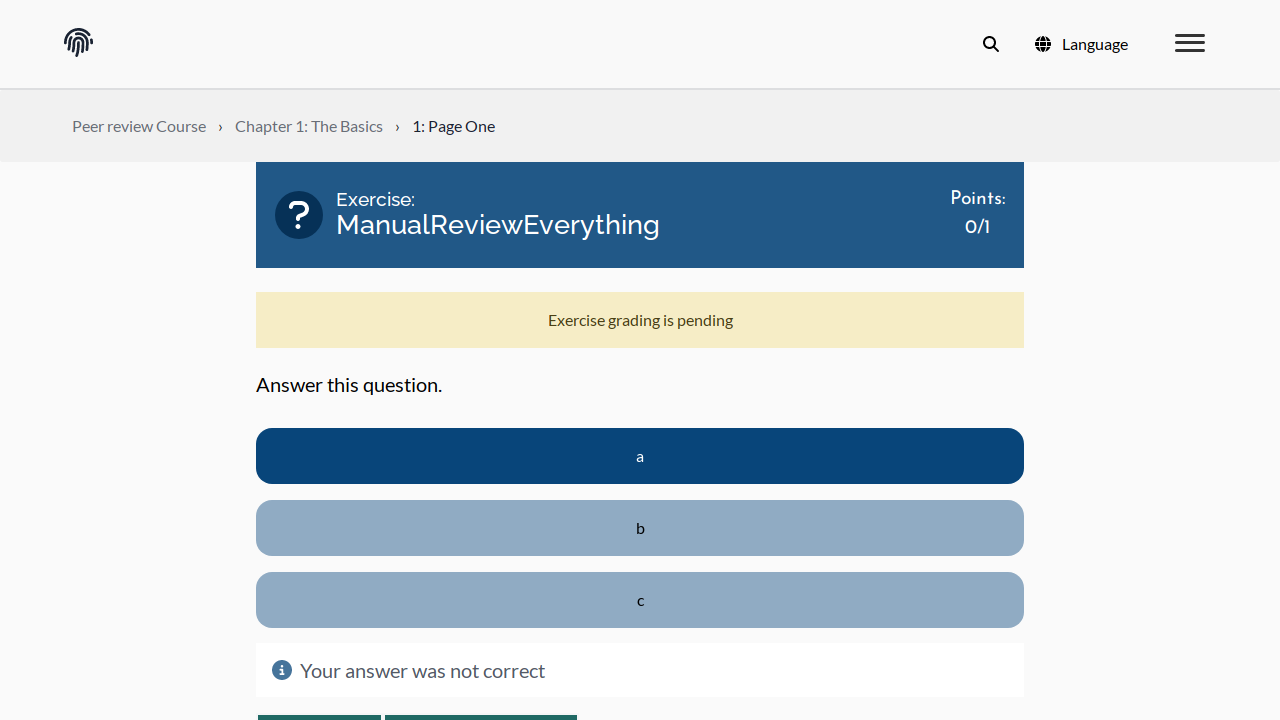 Language
Peer review Course › Chapter 1: The Basics › 1: Page One
Exercise:
ManualReviewEverything
Points:
0/1
Exercise grading is pending
Answer this question.
a
b
c
Your answer was not correct